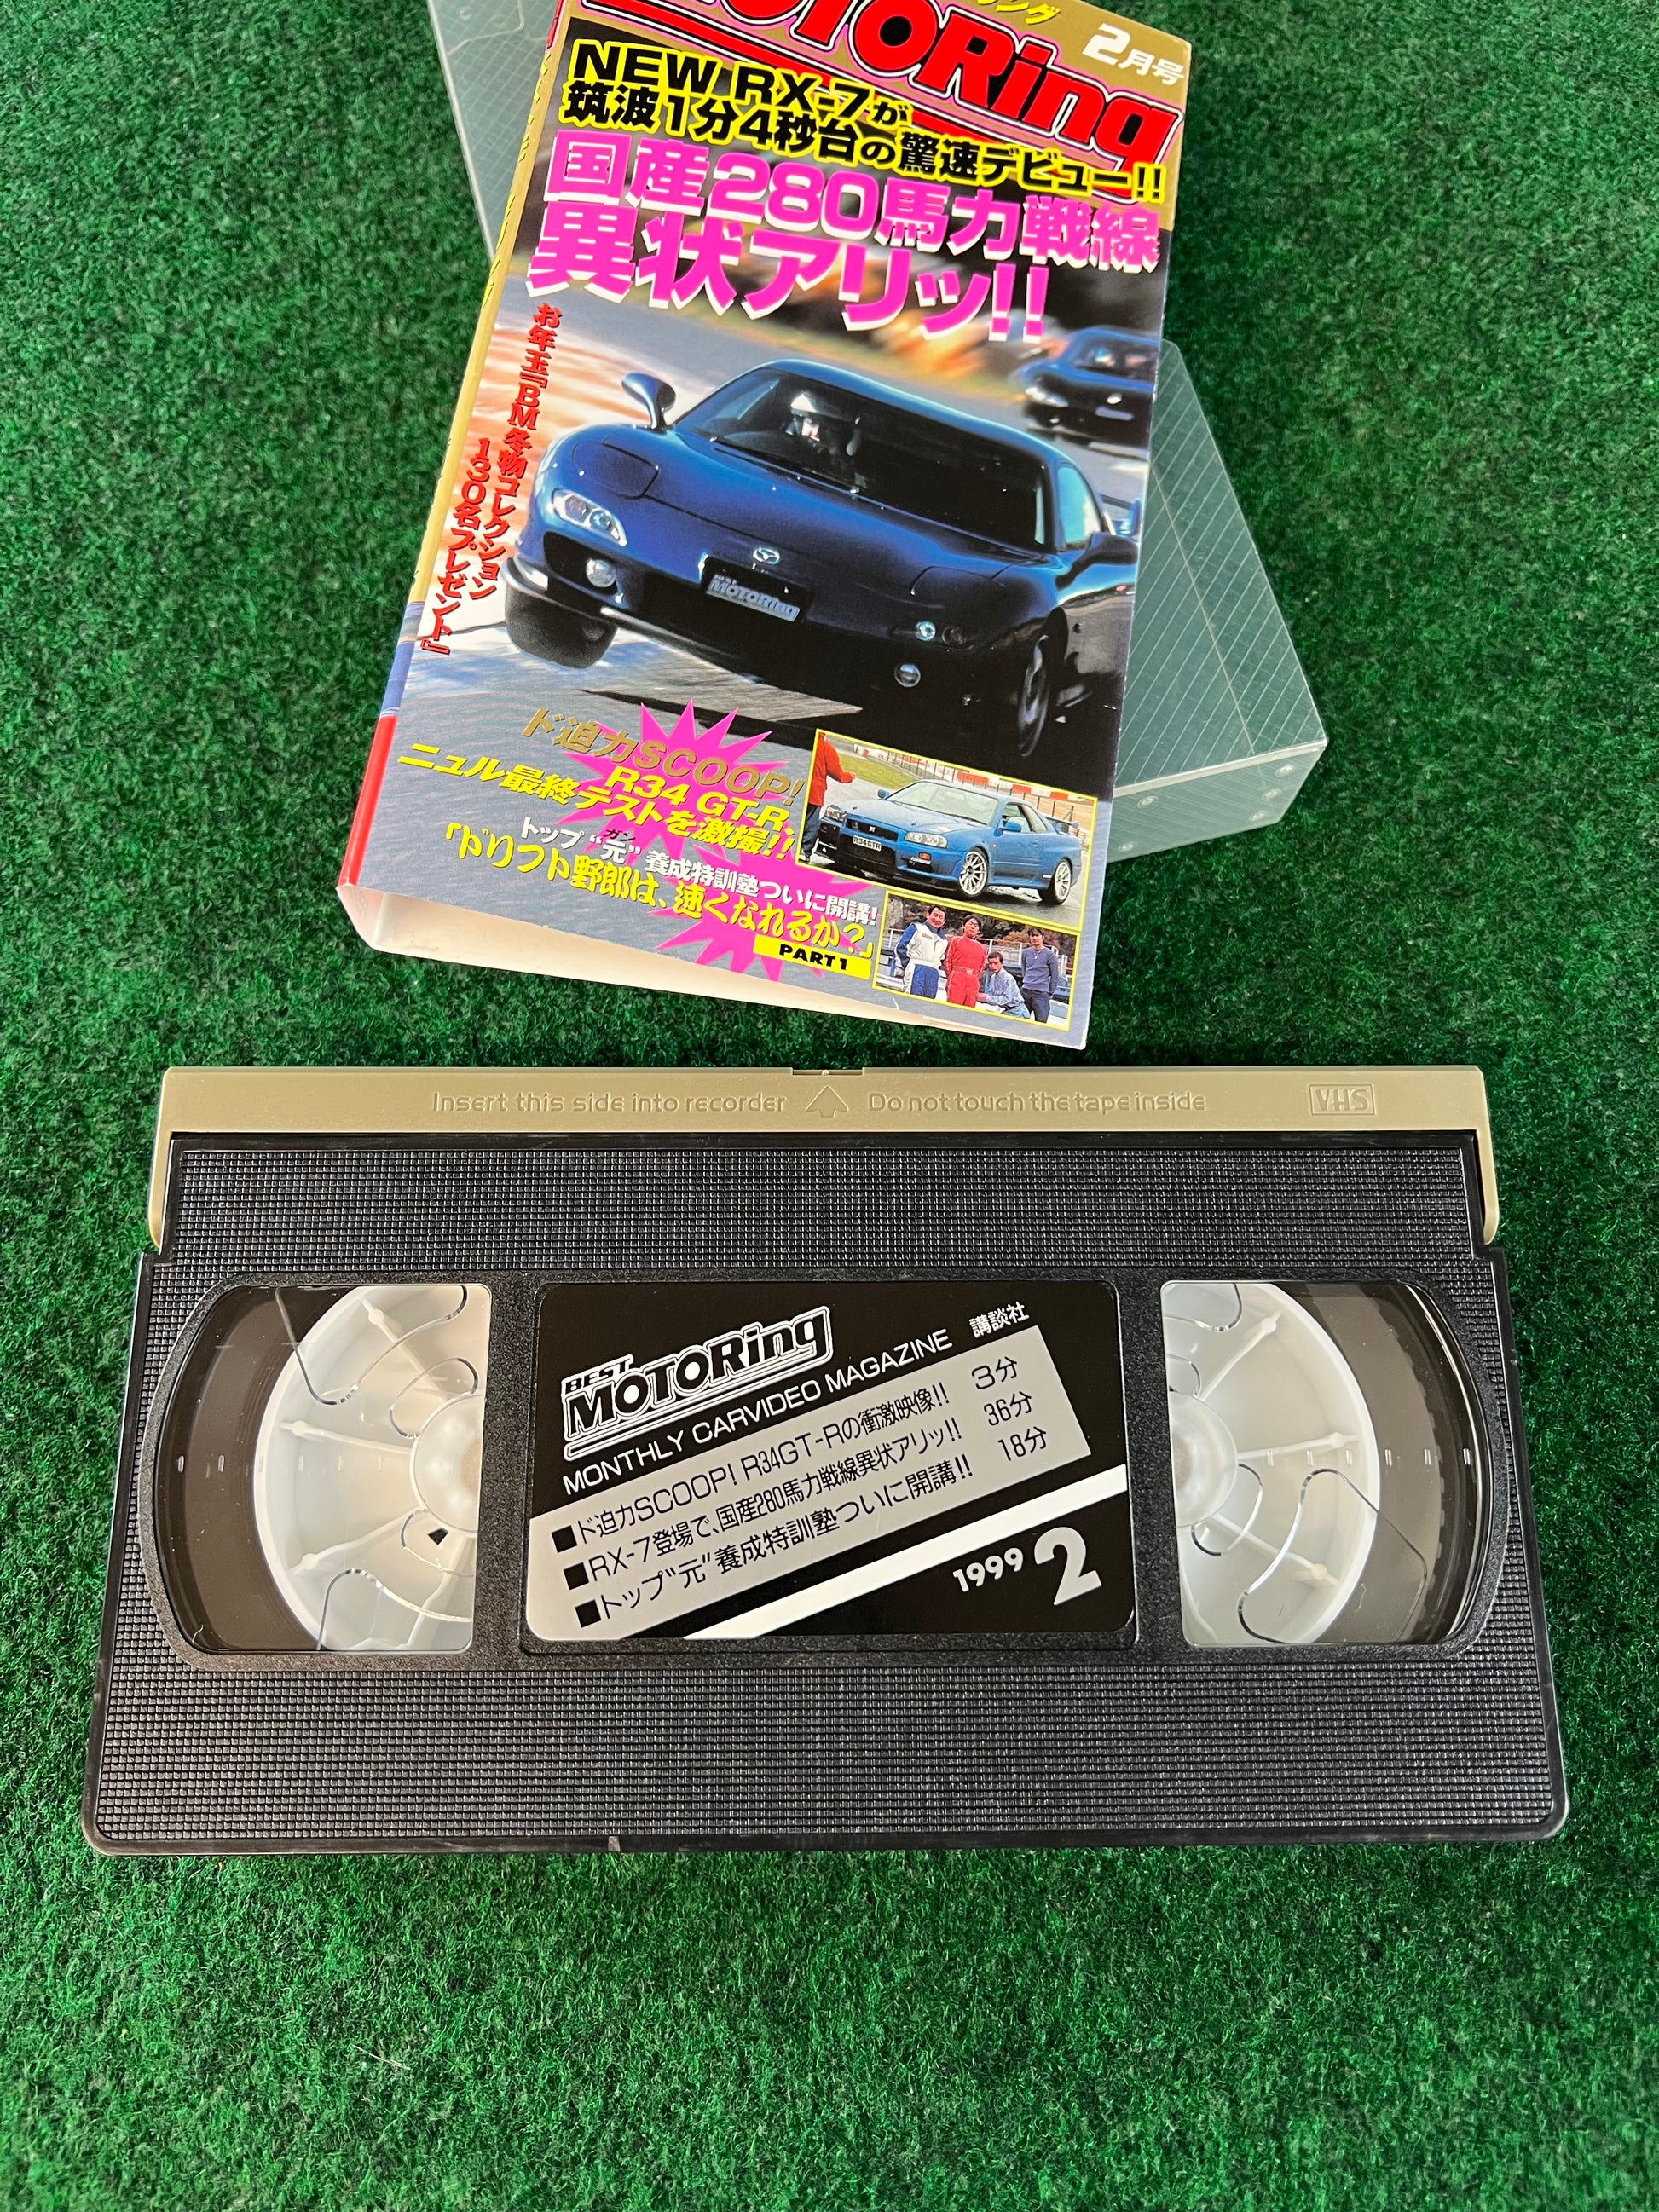 リング
MOTORing
2月号
NEW RX-7が
筑波1分4秒台の驚速デビュー!!
国産280馬力戦線
異状アリッ!!
お年玉『BM冬物コレクション
130名プレゼント』
BEST
MOTORing
ド迫力SCOOP!
R34 GT-R
ニュル最終テストを激撮!!
R34GTR
トップ“元”養成特訓塾ついに開講!
ガン
「ドリフト野郎は、速くなれるか?」
PART1
Insert this side into recorder
Do not touch the tape inside
VHS
BEST
MOTORing
MONTHLY CARVIDEO MAGAZINE
講談社
■ド迫力SCOOP! R34GT-Rの衝激映像!! 3分
■RX-7登場で、国産280馬力戦線異状アリッ!! 36分
■トップ“元”養成特訓塾ついに開講!! 18分
1999 2